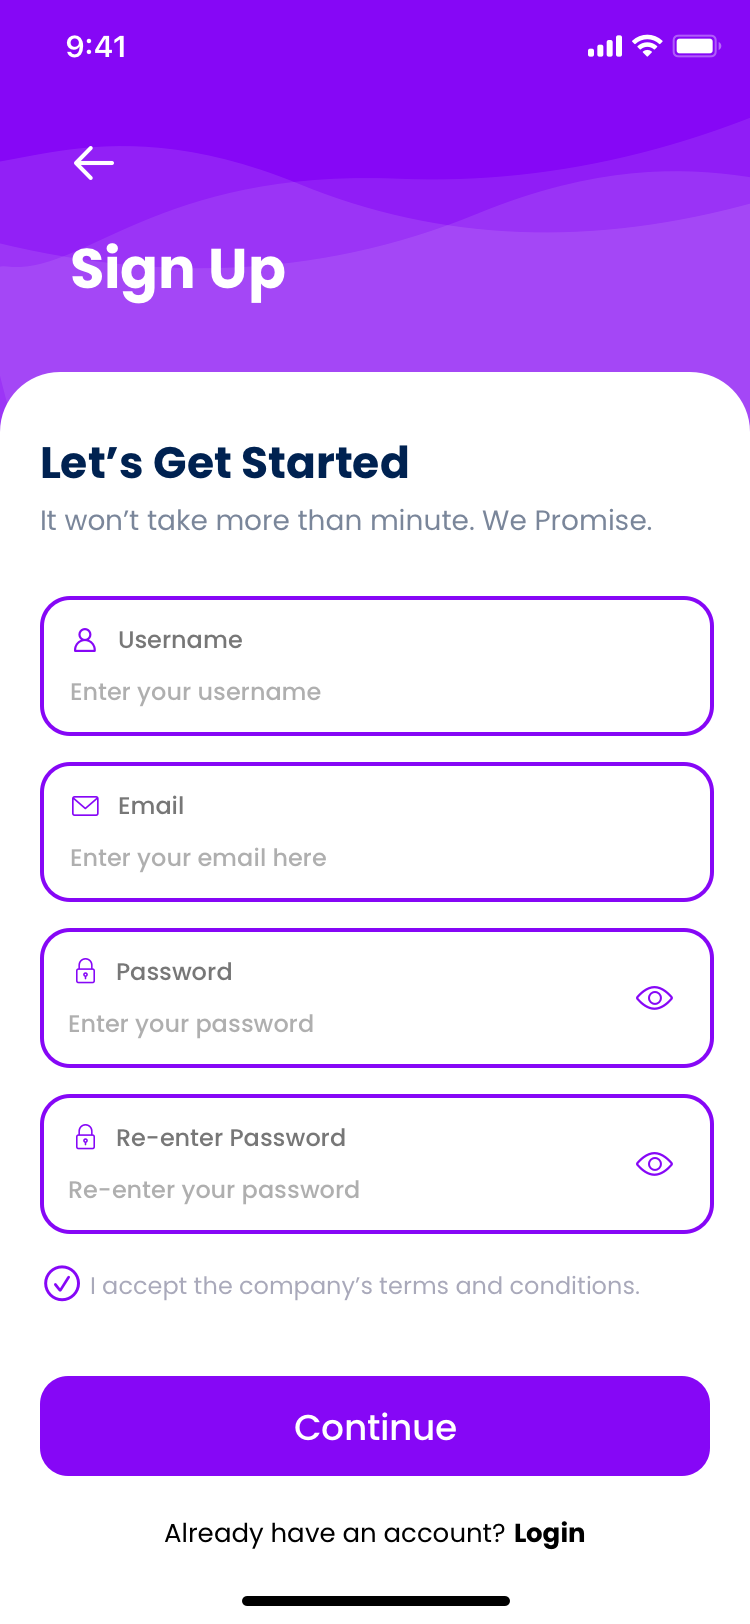 9:41
Sign Up
Let’s Get Started
It won’t take more than minute. We Promise.
Username
Enter your username
Email
Enter your email here
Password
Enter your password
Re-enter Password
Re-enter your password
I accept the company’s terms and conditions.
Continue
Already have an account? Login